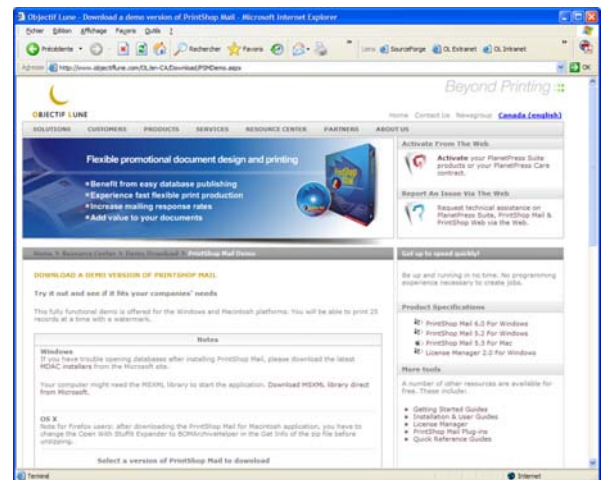 Objectif Lune - Download a demo version of PrintShop Mail - Microsoft Internet Explorer
Fichier Edition Affichage Favoris Outils ?
Précédente Rechercher Favoris Liens SourceForge OL Extranet OL Intranet
Adresse http://www.objectiflune.com/OL/en-CA/Download/PSMDemo.aspx OK
Beyond Printing
OBJECTIF LUNE
Home Contact Us Newsgroup Canada (english)
SOLUTIONS CUSTOMERS PRODUCTS SERVICES RESOURCE CENTER PARTNERS ABOUT US
Flexible promotional document design and printing
Benefit from easy database publishing
Experience fast flexible print production
Increase mailing response rates
Add value to your documents
Activate From The Web
Activate your PlanetPress Suite
products or your PlanetPress Care
contract.
Report An Issue Via The Web
Request technical assistance on
PlanetPress Suite, PrintShop Mail &
PrintShop Web via the Web.
Home > Resource Center > Demo Download > PrintShop Mail Demo
DOWNLOAD A DEMO VERSION OF PRINTSHOP MAIL
Try it out and see if it fits your companies' needs
This fully functional demo is offered for the Windows and Macintosh platforms. You will be able to print 25
records at a time with a watermark.
Notes
Windows
If you have trouble opening databases after installing PrintShop Mail, please download the latest
MDAC installers from the Microsoft site.
Your computer might need the MSXML library to start the application. Download MSXML library direct
from Microsoft.
OS X
Note for Firefox users: after downloading the PrintShop Mail for Macintosh application, you have to
change the Open With Stuffit Expander to BOMArchiveHelper in the Get Info of the zip file before
unzipping.
Select a version of PrintShop Mail to download
Get up to speed quickly!
Be up and running in no time. No programming
experience necessary to create jobs.
Product Specifications
PrintShop Mail 6.0 For Windows
PrintShop Mail 5.2 For Windows
PrintShop Mail 5.3 For Mac
License Manager 2.0 For Windows
More tools
A number of other resources are available for
free. These include:
Getting Started Guides
Installation & User Guides
License Manager
PrintShop Mail Plug-ins
Quick Reference Guides
Terminé Internet